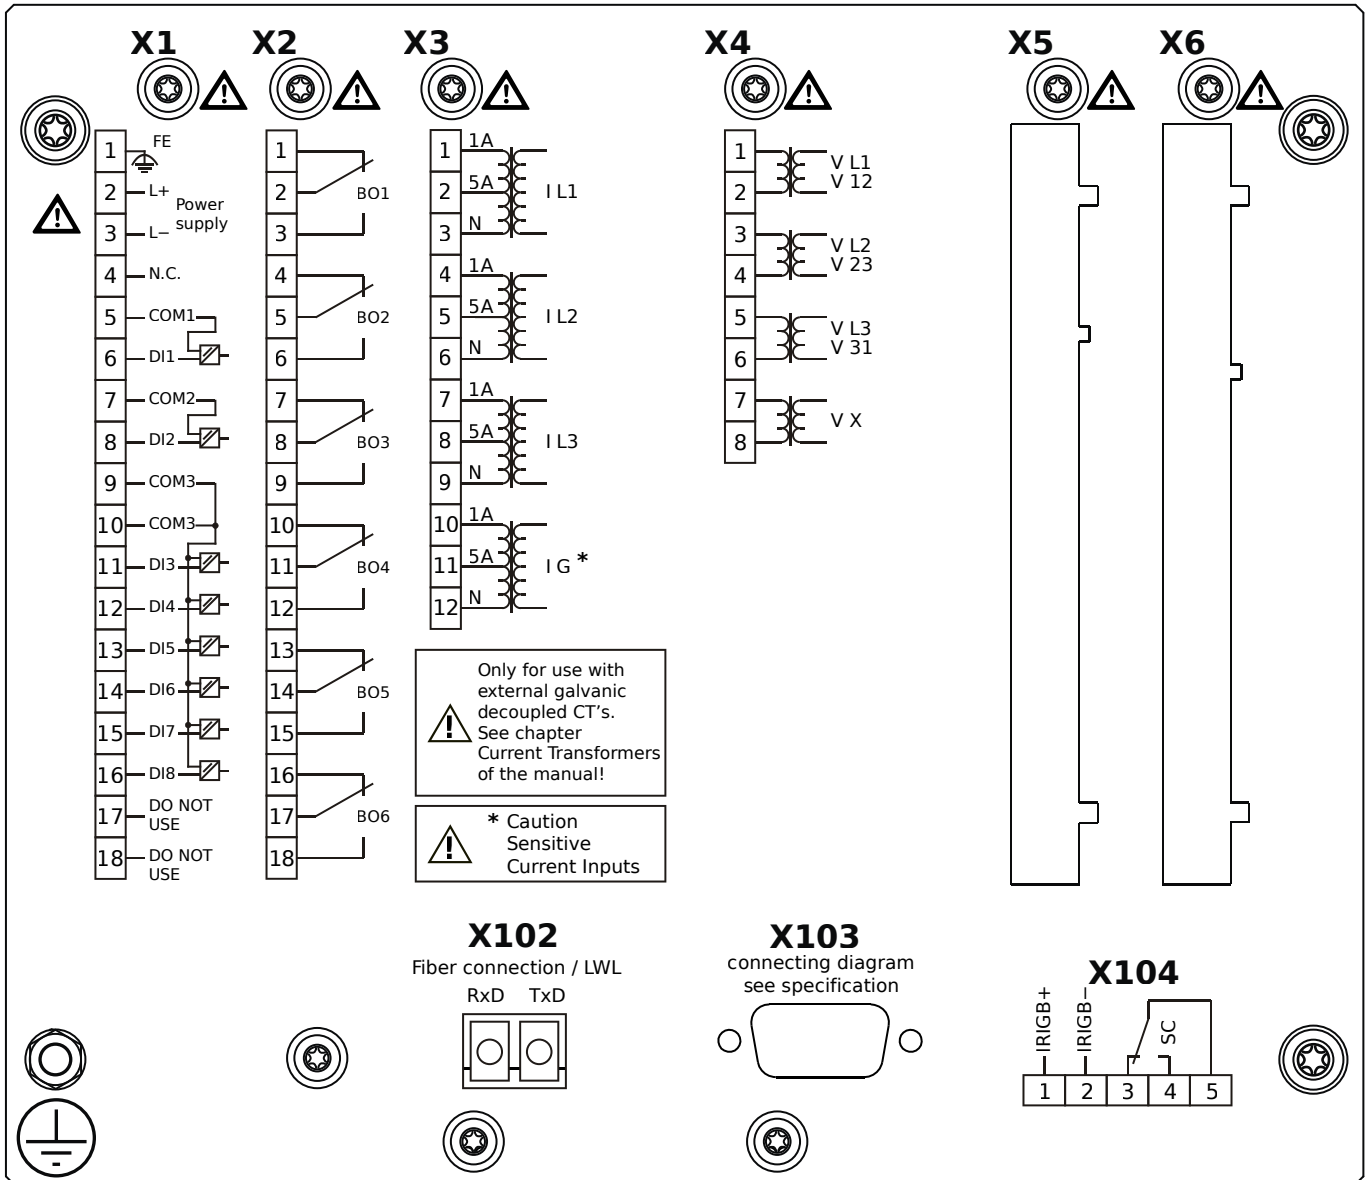 X1
X2
X3
X4
X5
X6
1 FE
2 L+
Power
supply
3 L−
4 N.C.
5 COM1
6 DI1
7 COM2
8 DI2
9 COM3
10 COM3
11 DI3
12 DI4
13 DI5
14 DI6
15 DI7
16 DI8
17 DO NOT
USE
18 DO NOT
USE
1
2 BO1
3
4
5 BO2
6
7
8 BO3
9
10
11 BO4
12
13
14 BO5
15
16
17 BO6
18
1 1A
2 5A I L1
3 N
4 1A
5 5A I L2
6 N
7 1A
8 5A I L3
9 N
10 1A
11 5A I G *
12 N
Only for use with
external galvanic
decoupled CT's.
See chapter
Current Transformers
of the manual!
* Caution
Sensitive
Current Inputs
1 V L1
2 V 12
3 V L2
4 V 23
5 V L3
6 V 31
7 V X
8
X102
Fiber connection / LWL
RxD TxD
X103
connecting diagram
see specification
X104
IRIGB+
IRIGB−
SC
1 2 3 4 5